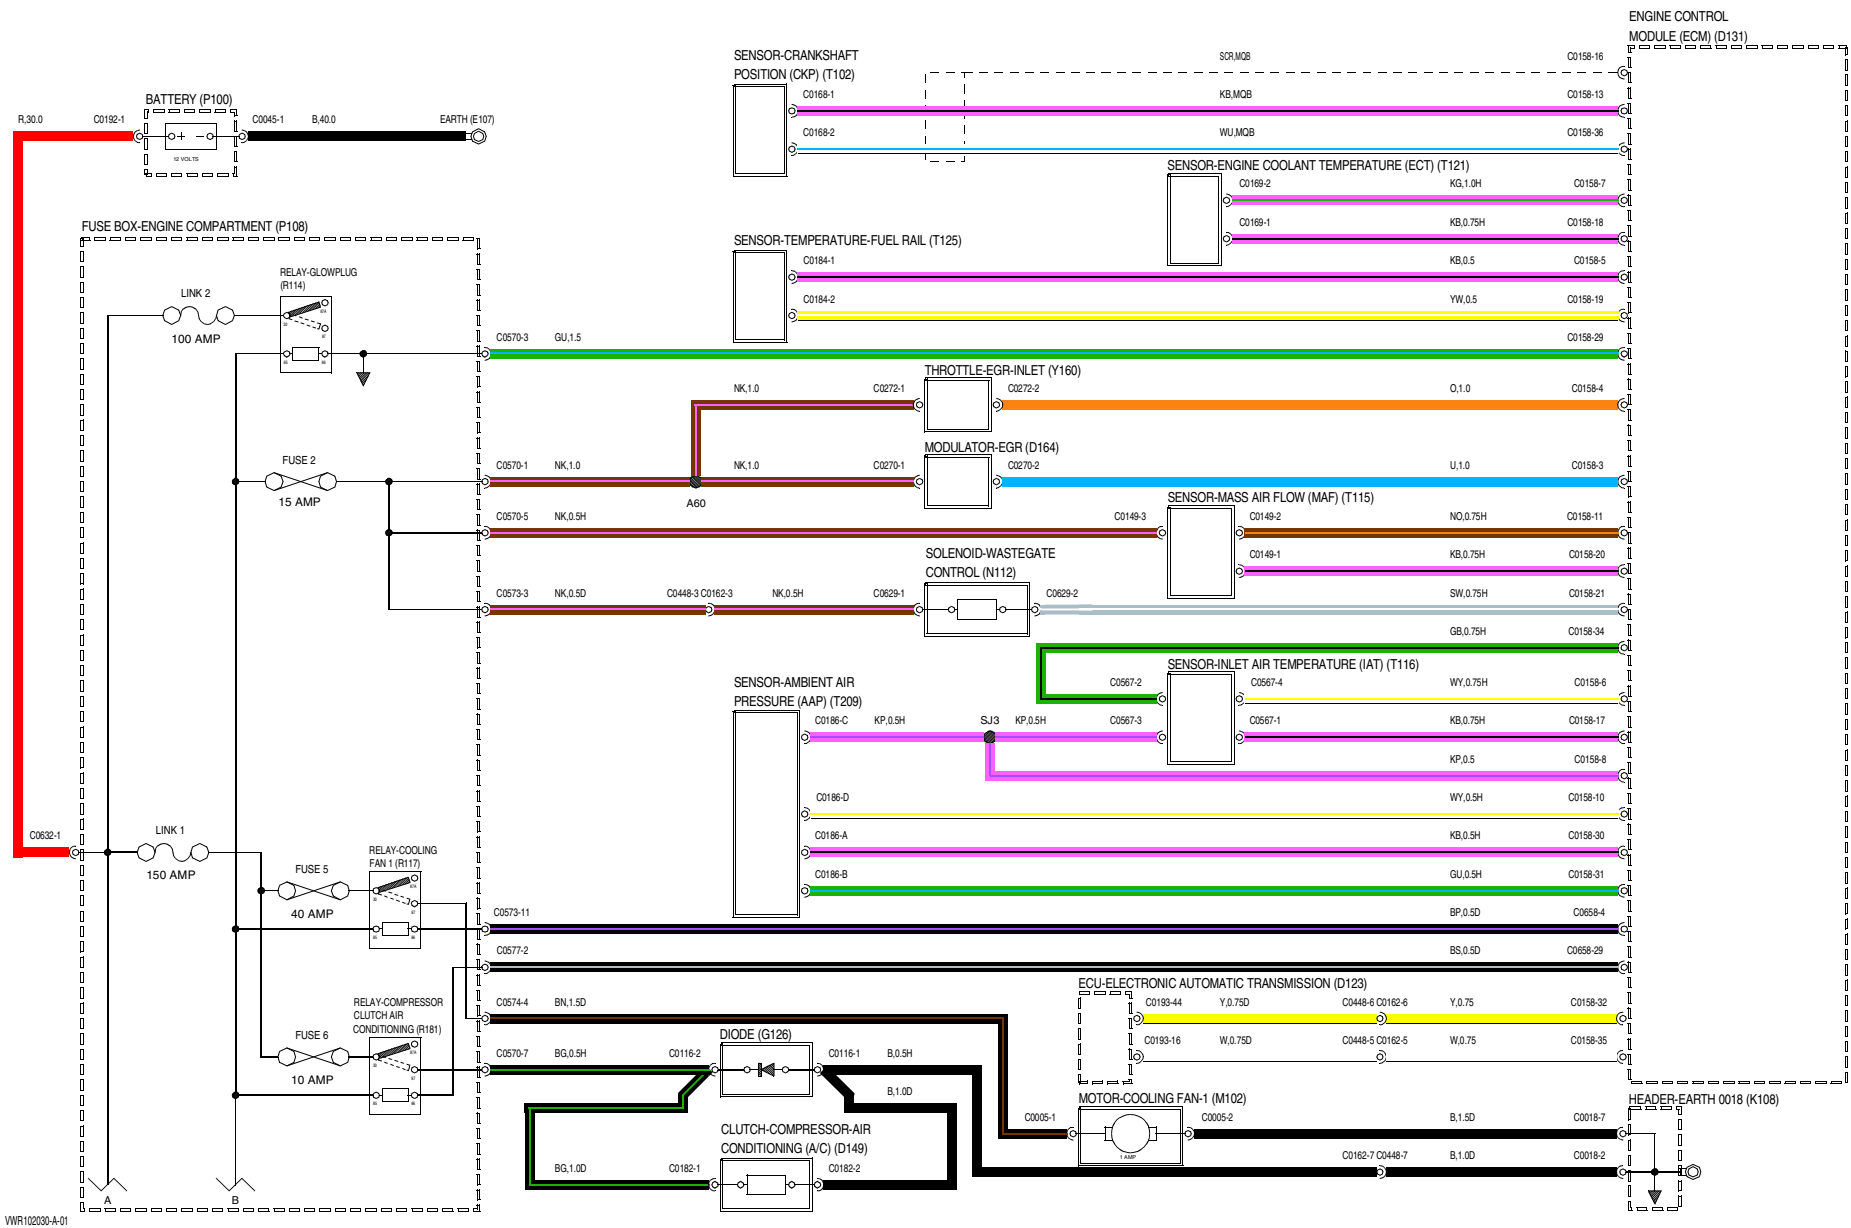 ENGINE CONTROL
MODULE (ECM) (D131)
SENSOR-CRANKSHAFT
POSITION (CKP) (T102)
SCR,MQB
C0158-16
C0168-1
KB,MQB
C0158-13
C0168-2
WU,MQB
C0158-36
BATTERY (P100)
R,30.0
C0192-1
C0045-1
B,40.0
EARTH (E107)
+
−
12 VOLTS
SENSOR-ENGINE COOLANT TEMPERATURE (ECT) (T121)
C0169-2
KG,1.0H
C0158-7
C0169-1
KB,0.75H
C0158-18
FUSE BOX-ENGINE COMPARTMENT (P108)
SENSOR-TEMPERATURE-FUEL RAIL (T125)
C0184-1
KB,0.5
C0158-5
C0184-2
YW,0.5
C0158-19
RELAY-GLOWPLUG
(R114)
LINK 2
100 AMP
30
87A
87
85
86
C0570-3
GU,1.5
C0158-29
THROTTLE-EGR-INLET (Y160)
NK,1.0
C0272-1
C0272-2
O,1.0
C0158-4
MODULATOR-EGR (D164)
FUSE 2
15 AMP
C0570-1
NK,1.0
NK,1.0
C0270-1
C0270-2
U,1.0
C0158-3
A60
SENSOR-MASS AIR FLOW (MAF) (T115)
C0570-5
NK,0.5H
C0149-3
C0149-2
NO,0.75H
C0158-11
C0149-1
KB,0.75H
C0158-20
SOLENOID-WASTEGATE
CONTROL (N112)
C0573-3
NK,0.5D
C0448-3 C0162-3
NK,0.5H
C0629-1
C0629-2
SW,0.75H
C0158-21
GB,0.75H
C0158-34
SENSOR-INLET AIR TEMPERATURE (IAT) (T116)
C0567-2
C0567-4
WY,0.75H
C0158-6
SENSOR-AMBIENT AIR
PRESSURE (AAP) (T209)
C0186-C
KP,0.5H
SJ3
KP,0.5H
C0567-3
C0567-1
KB,0.75H
C0158-17
KP,0.5
C0158-8
C0186-D
WY,0.5H
C0158-10
C0186-A
KB,0.5H
C0158-30
C0186-B
GU,0.5H
C0158-31
C0632-1
LINK 1
150 AMP
RELAY-COOLING
FAN 1 (R117)
FUSE 5
40 AMP
30
87A
87
85
86
C0573-11
BP,0.5D
C0658-4
C0577-2
BS,0.5D
C0658-29
ECU-ELECTRONIC AUTOMATIC TRANSMISSION (D123)
C0193-44
Y,0.75D
C0448-6 C0162-6
Y,0.75
C0158-32
C0193-16
W,0.75D
C0448-5 C0162-5
W,0.75
C0158-35
RELAY-COMPRESSOR
CLUTCH AIR
CONDITIONING (R181)
FUSE 6
10 AMP
30
87A
87
85
86
C0574-4
BN,1.5D
DIODE (G126)
C0570-7
BG,0.5H
C0116-2
C0116-1
B,0.5H
B,1.0D
MOTOR-COOLING FAN-1 (M102)
C0005-1
C0005-2
1 AMP
B,1.5D
C0018-7
HEADER-EARTH 0018 (K108)
CLUTCH-COMPRESSOR-AIR
CONDITIONING (A/C) (D149)
BG,1.0D
C0182-1
C0182-2
C0162-7 C0448-7
B,1.0D
C0018-2
A
B
VWR102030-A-01